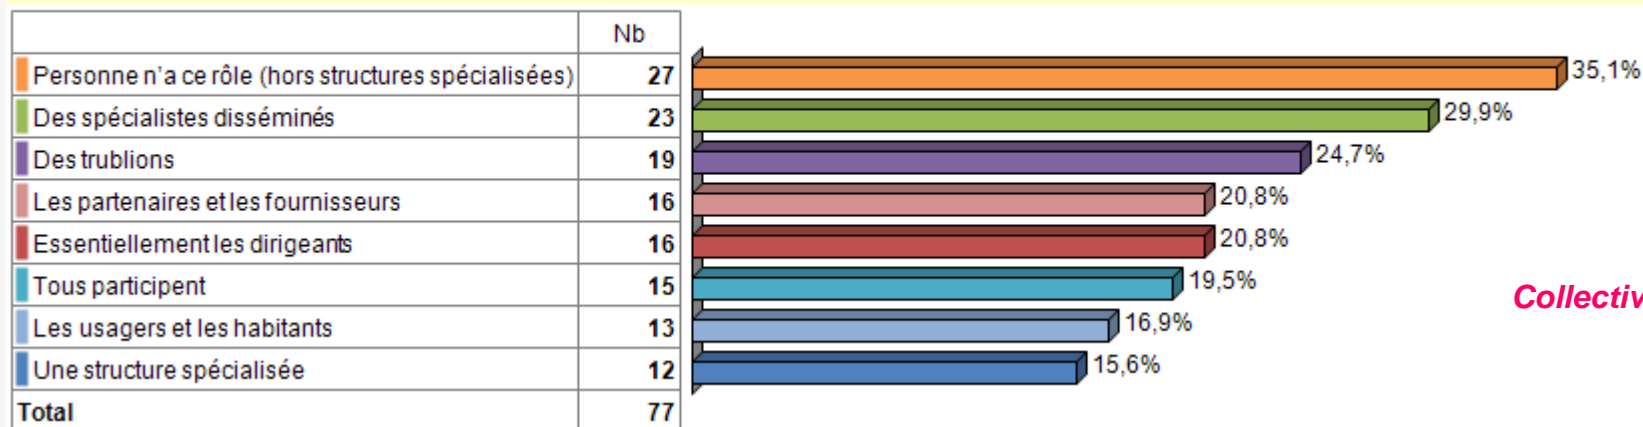 Nb
Personne n'a ce rôle (hors structures spécialisées) 27 35,1%
Des spécialistes disséminés 23 29,9%
Des trublions 19 24,7%
Les partenaires et les fournisseurs 16 20,8%
Essentiellement les dirigeants 16 20,8%
Tous participent 15 19,5%
Collectiv
Les usagers et les habitants 13 16,9%
Une structure spécialisée 12 15,6%
Total 77